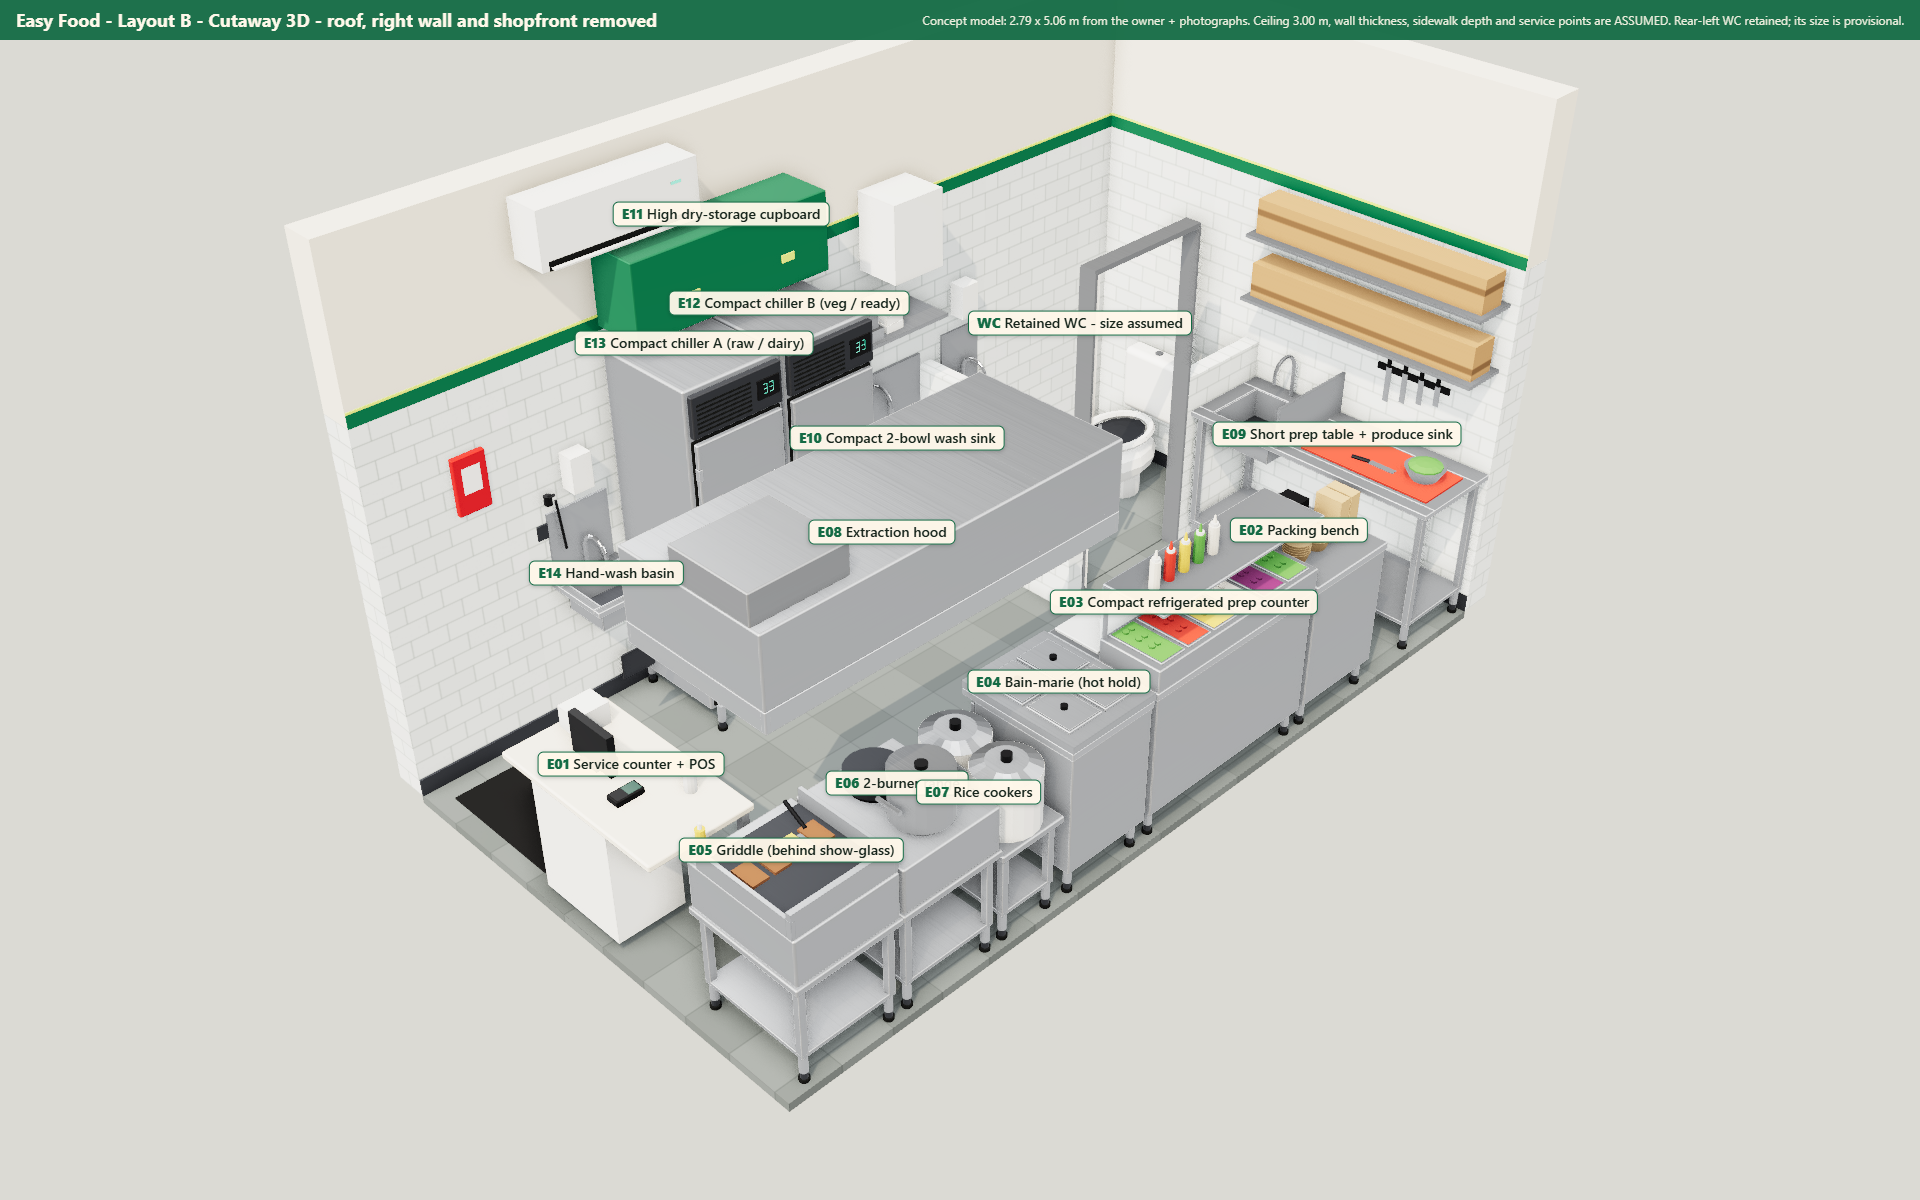 Easy Food - Layout B - Cutaway 3D - roof, right wall and shopfront removed
Concept model: 2.79 x 5.06 m from the owner + photographs. Ceiling 3.00 m, wall thickness, sidewalk depth and service points are ASSUMED. Rear-left WC retained; its size is provisional.
E11 High dry-storage cupboard
E12 Compact chiller B (veg / ready)
WC Retained WC - size assumed
E13 Compact chiller A (raw / dairy)
33
33
E10 Compact 2-bowl wash sink
E09 Short prep table + produce sink
E08 Extraction hood
E02 Packing bench
E14 Hand-wash basin
E03 Compact refrigerated prep counter
E04 Bain-marie (hot hold)
E01 Service counter + POS
E06 2-burner
E07 Rice cookers
E05 Griddle (behind show-glass)